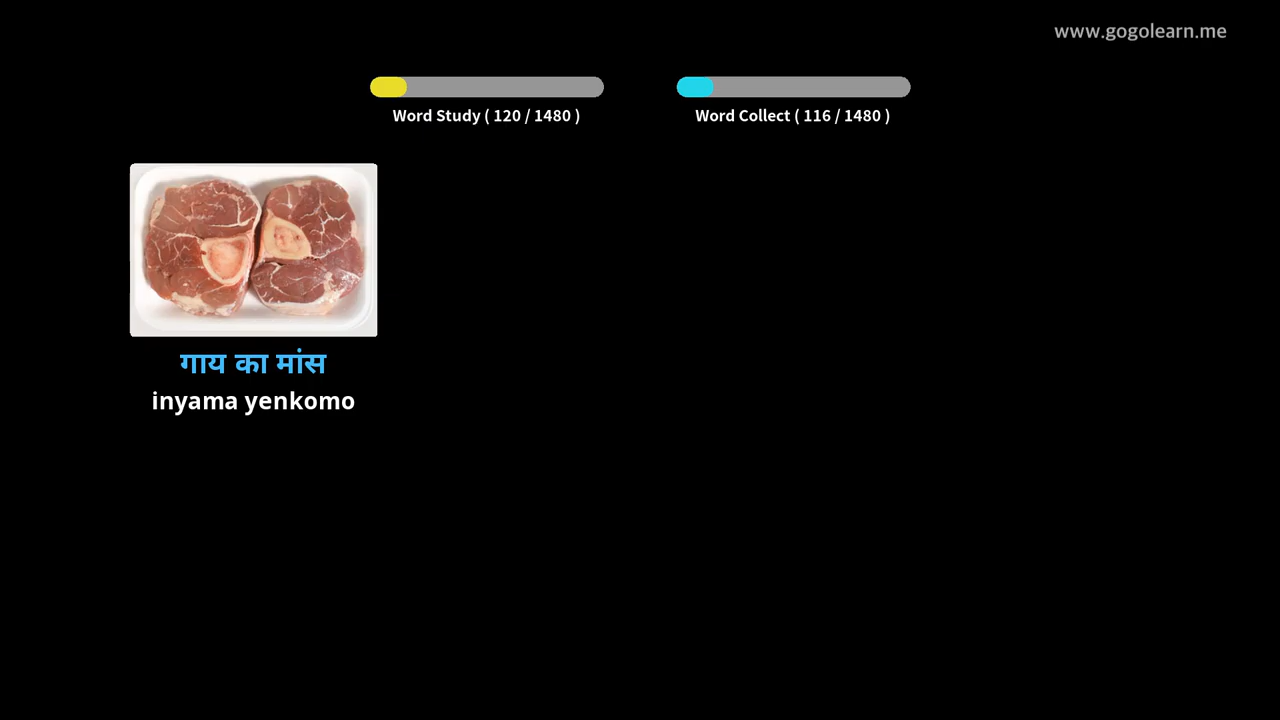 www.gogolearn.me
Word Study ( 120 / 1480 )
Word Collect ( 116 / 1480 )
गाय का मांस
inyama yenkomo